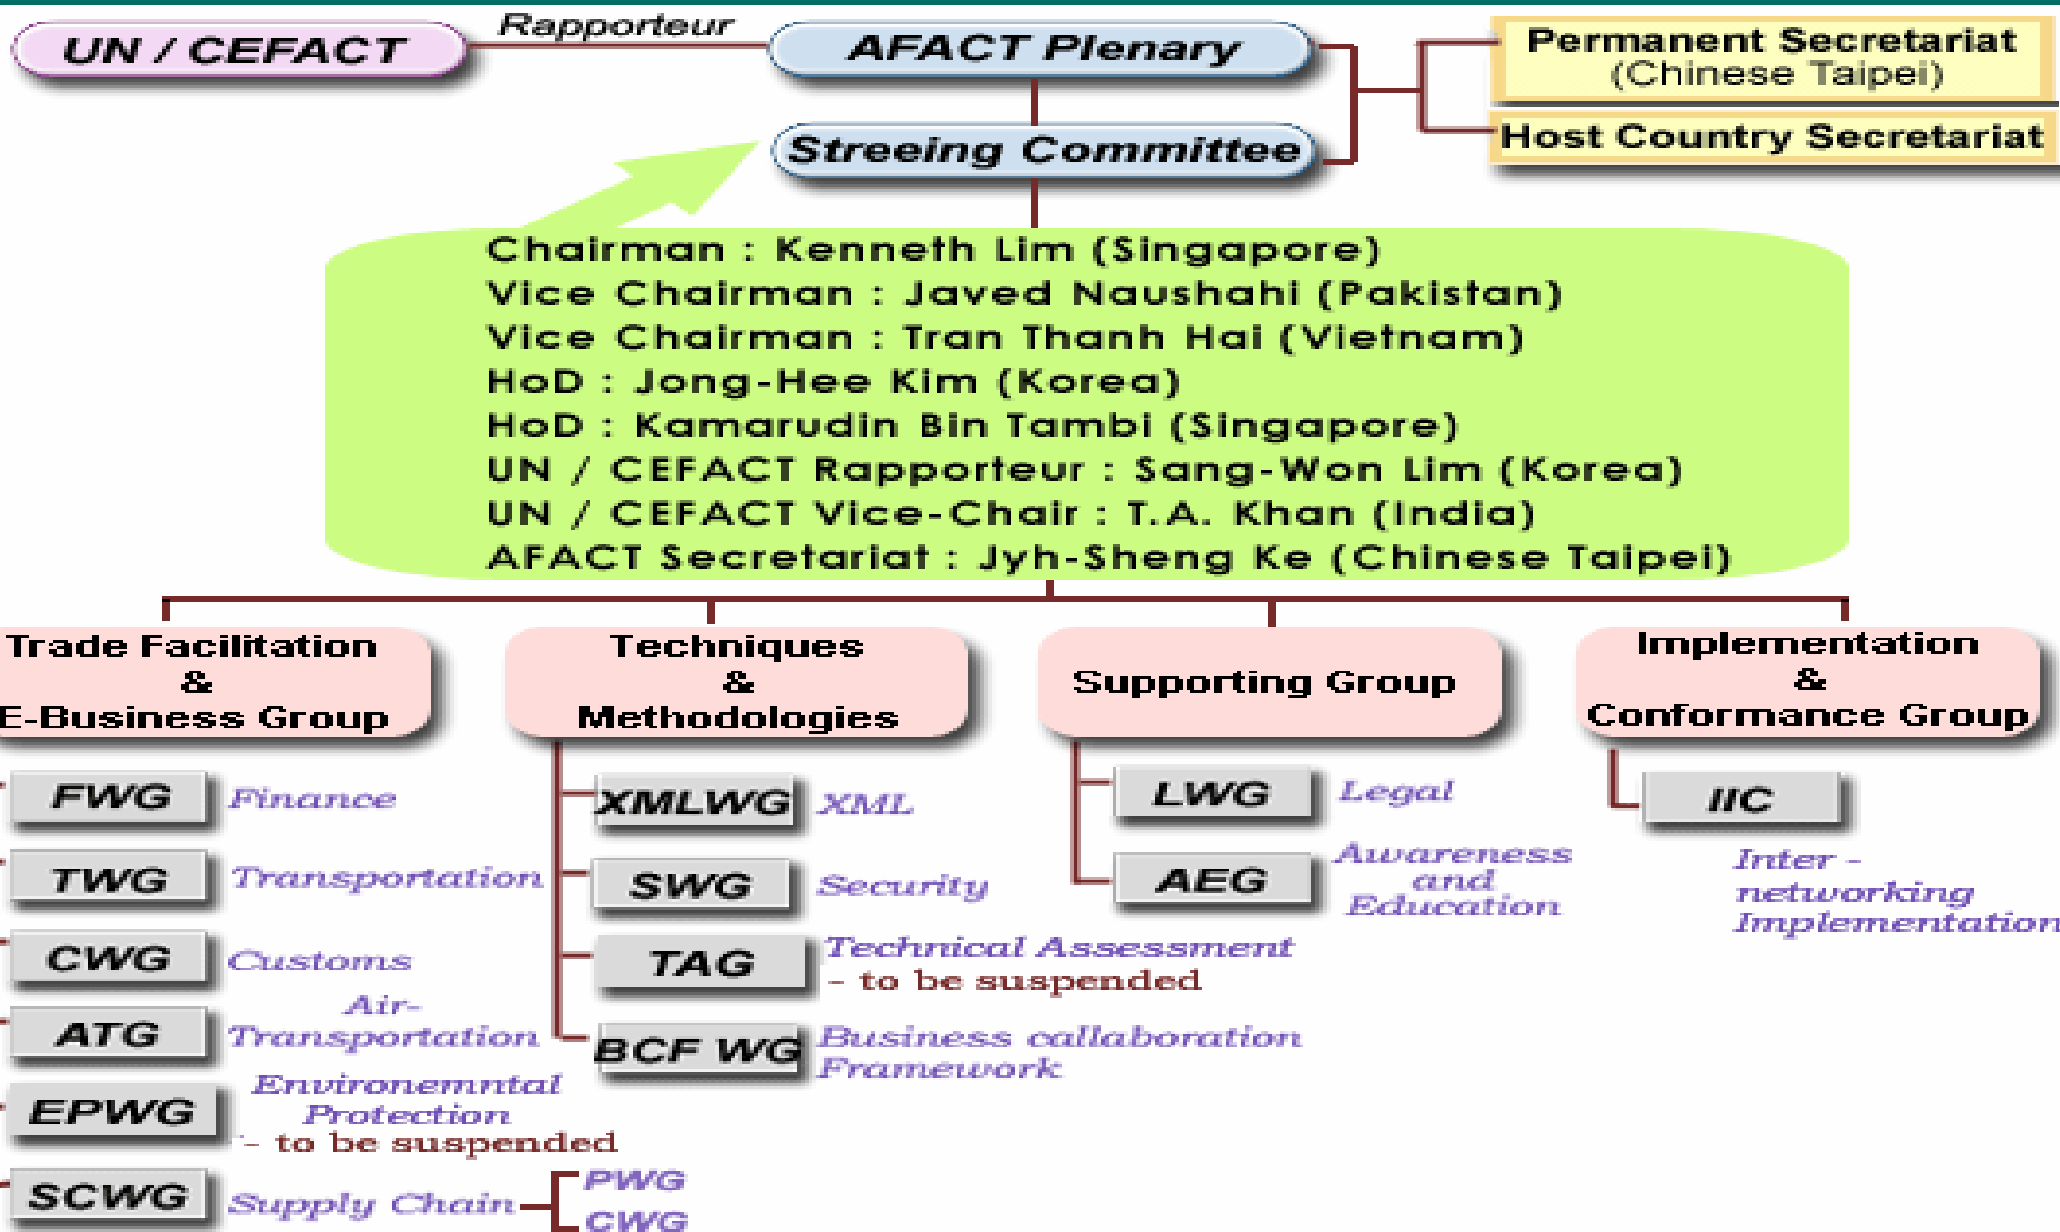 UN / CEFACT
Rapporteur
AFACT Plenary
Permanent Secretariat
(Chinese Taipei)
Streeing Committee
Host Country Secretariat
Chairman : Kenneth Lim (Singapore)
Vice Chairman : Javed Naushahi (Pakistan)
Vice Chairman : Tran Thanh Hai (Vietnam)
HoD : Jong-Hee Kim (Korea)
HoD : Kamarudin Bin Tambi (Singapore)
UN / CEFACT Rapporteur : Sang-Won Lim (Korea)
UN / CEFACT Vice-Chair : T.A. Khan (India)
AFACT Secretariat : Jyh-Sheng Ke (Chinese Taipei)
Trade Facilitation
&
E-Business Group
FWG Finance
TWG Transportation
CWG Customs
ATG Air-
Transportation
EPWG Environemntal
Protection
- to be suspended
SCWG Supply Chain
PWG
CWG
Techniques
&
Methodologies
XMLWG XML
SWG Security
TAG Technical Assessment
- to be suspended
BCF WG Business callaboration
Framework
Supporting Group
LWG Legal
AEG Awareness
and
Education
Implementation
&
Conformance Group
IIC
Inter -
networking
Implementation